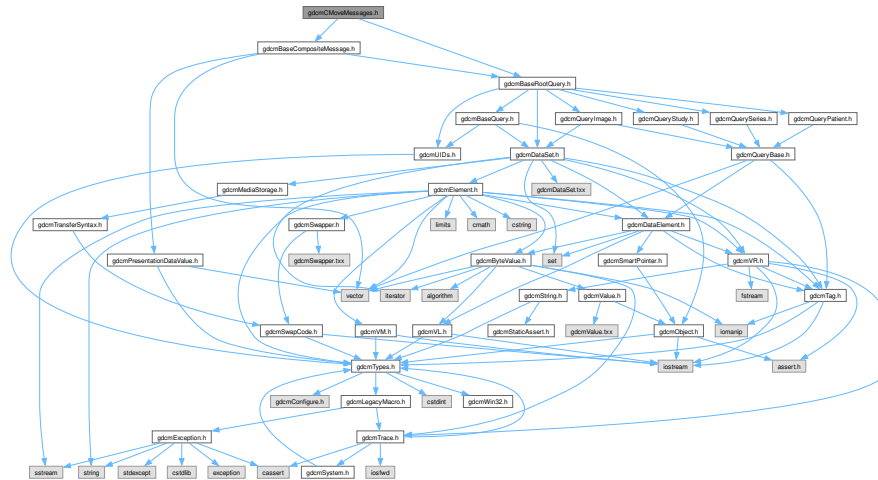 gdcmCMoveMessages.h
gdcmBaseCompositeMessage.h
gdcmBaseRootQuery.h
gdcmBaseQuery.h
gdcmQueryImage.h
gdcmQueryStudy.h
gdcmQuerySeries.h
gdcmQueryPatient.h
gdcmUIDs.h
gdcmDataSet.h
gdcmQueryBase.h
gdcmMediaStorage.h
gdcmElement.h
gdcmDataSet.txx
gdcmTransferSyntax.h
gdcmSwapper.h
limits
cmath
cstring
gdcmDataElement.h
gdcmPresentationDataValue.h
gdcmSwapper.txx
gdcmByteValue.h
set
gdcmSmartPointer.h
gdcmVR.h
vector
iterator
algorithm
gdcmString.h
gdcmValue.h
fstream
gdcmTag.h
gdcmSwapCode.h
gdcmVM.h
gdcmVL.h
gdcmStaticAssert.h
gdcmValue.txx
gdcmObject.h
iomanip
gdcmTypes.h
iostream
assert.h
gdcmConfigure.h
gdcmLegacyMacro.h
cstdint
gdcmWin32.h
gdcmException.h
gdcmTrace.h
sstream
string
stdexcept
cstdlib
exception
cassert
gdcmSystem.h
iosfwd